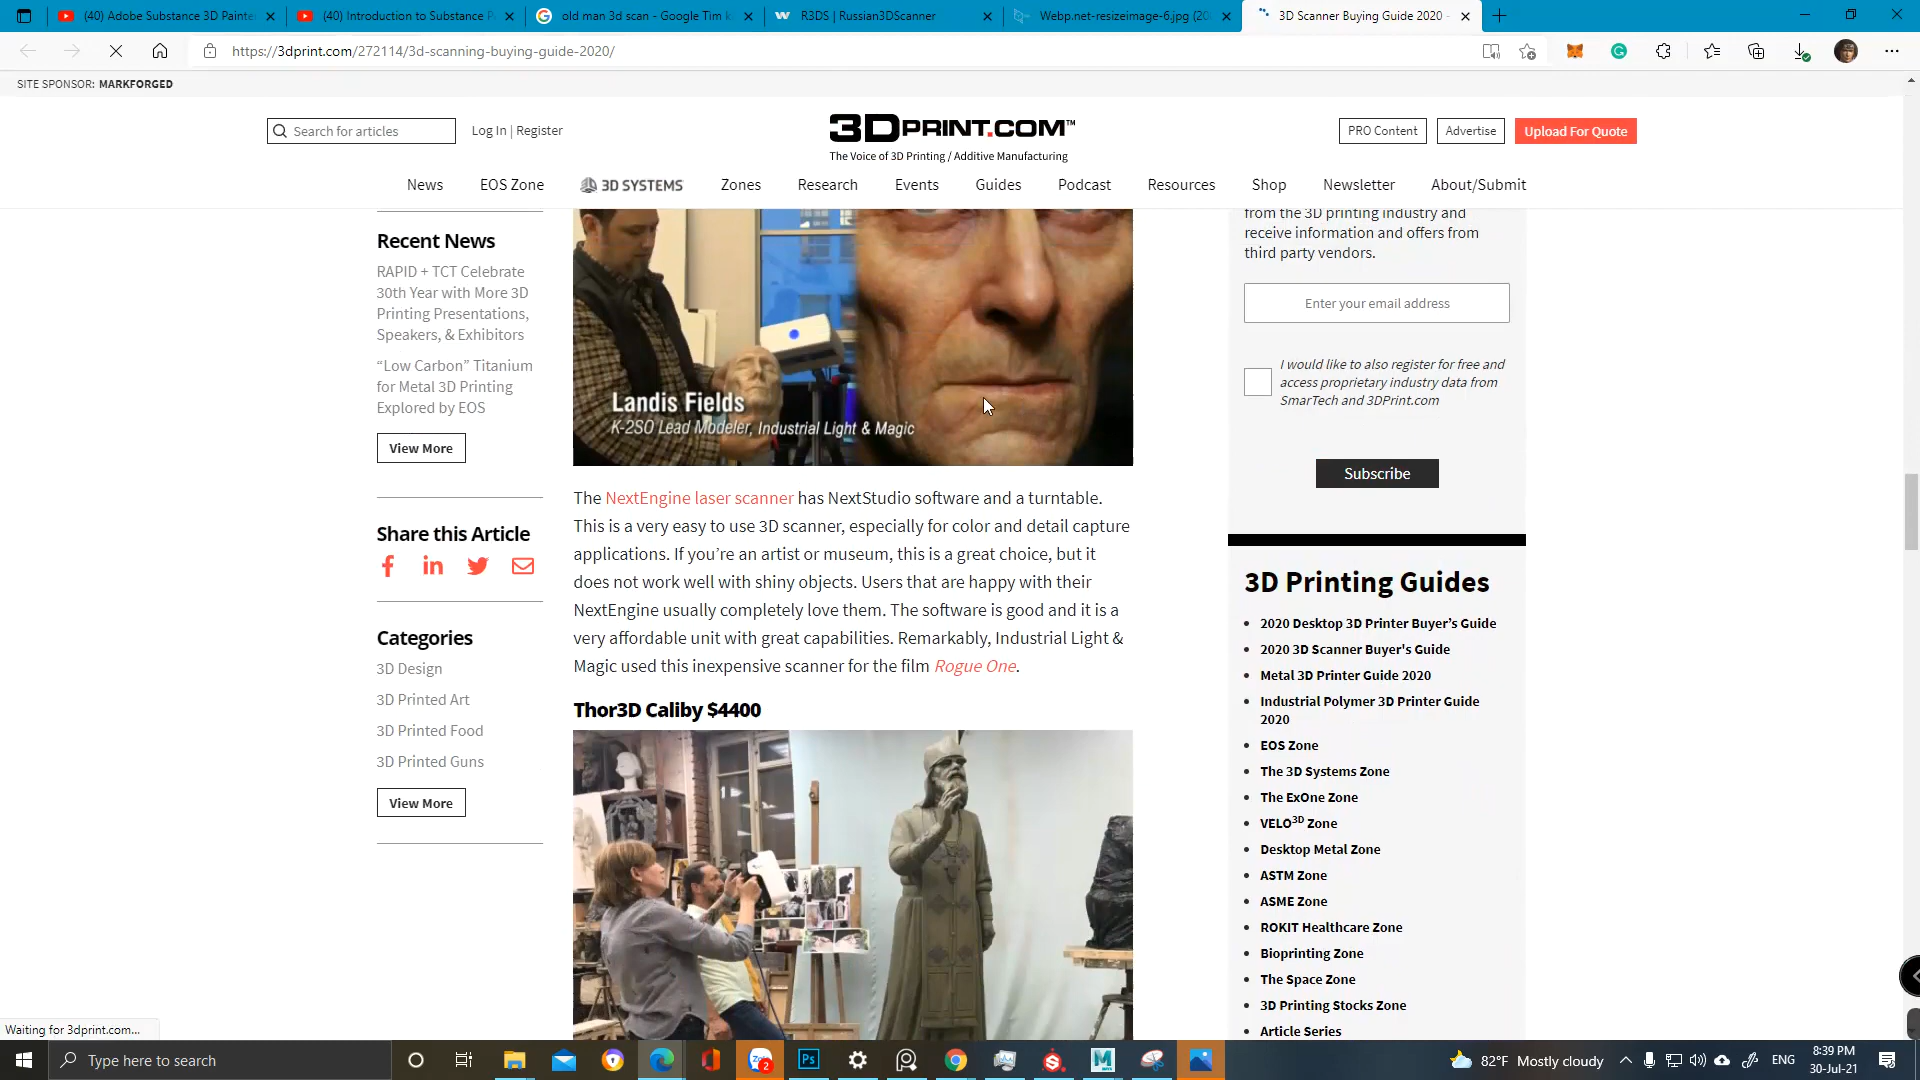 (40) Adobe Substance 3D Painte
(40) Introduction to Substance P
old man 3d scan - Google Tìm k
R3DS | Russian3DScanner
Webp.net-resizeimage-6.jpg (20
3D Scanner Buying Guide 2020 -
https://3dprint.com/272114/3d-scanning-buying-guide-2020/
SITE SPONSOR: MARKFORGED
Search for articles
Log In | Register
3DPRINT.COM™
The Voice of 3D Printing / Additive Manufacturing
PRO Content
Advertise
Upload For Quote
News
EOS Zone
3D SYSTEMS
Zones
Research
Events
Guides
Podcast
Resources
Shop
Newsletter
About/Submit
Recent News
RAPID + TCT Celebrate
30th Year with More 3D
Printing Presentations,
Speakers, & Exhibitors
“Low Carbon” Titanium
for Metal 3D Printing
Explored by EOS
View More
Share this Article
Categories
3D Design
3D Printed Art
3D Printed Food
3D Printed Guns
View More
Landis Fields
K-2SO Lead Modeler, Industrial Light & Magic
The NextEngine laser scanner has NextStudio software and a turntable.
This is a very easy to use 3D scanner, especially for color and detail capture
applications. If you’re an artist or museum, this is a great choice, but it
does not work well with shiny objects. Users that are happy with their
NextEngine usually completely love them. The software is good and it is a
very affordable unit with great capabilities. Remarkably, Industrial Light &
Magic used this inexpensive scanner for the film Rogue One.
Thor3D Caliby $4400
from the 3D printing industry and
receive information and offers from
third party vendors.
Enter your email address
I would like to also register for free and
access proprietary industry data from
SmarTech and 3DPrint.com
Subscribe
3D Printing Guides
2020 Desktop 3D Printer Buyer’s Guide
2020 3D Scanner Buyer's Guide
Metal 3D Printer Guide 2020
Industrial Polymer 3D Printer Guide
2020
EOS Zone
The 3D Systems Zone
The ExOne Zone
VELO3D Zone
Desktop Metal Zone
ASTM Zone
ASME Zone
ROKIT Healthcare Zone
Bioprinting Zone
The Space Zone
3D Printing Stocks Zone
Article Series
Waiting for 3dprint.com...
Type here to search
2
Ps
82°F Mostly cloudy
ENG
8:39 PM
30-Jul-21